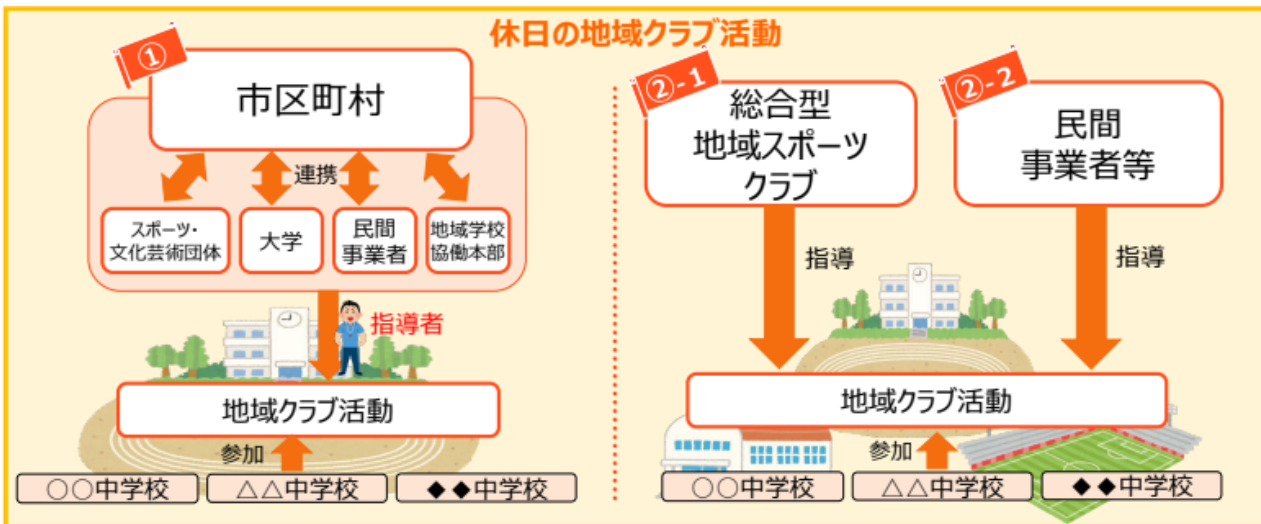 休日の地域クラブ活動
①
市区町村
連携
スポーツ・
文化芸術団体
大学
民間
事業者
地域学校
協働本部
指導者
地域クラブ活動
参加
○○中学校
△△中学校
◆◆中学校
②-1
総合型
地域スポーツ
クラブ
②-2
民間
事業者等
指導
指導
地域クラブ活動
参加
○○中学校
△△中学校
◆◆中学校